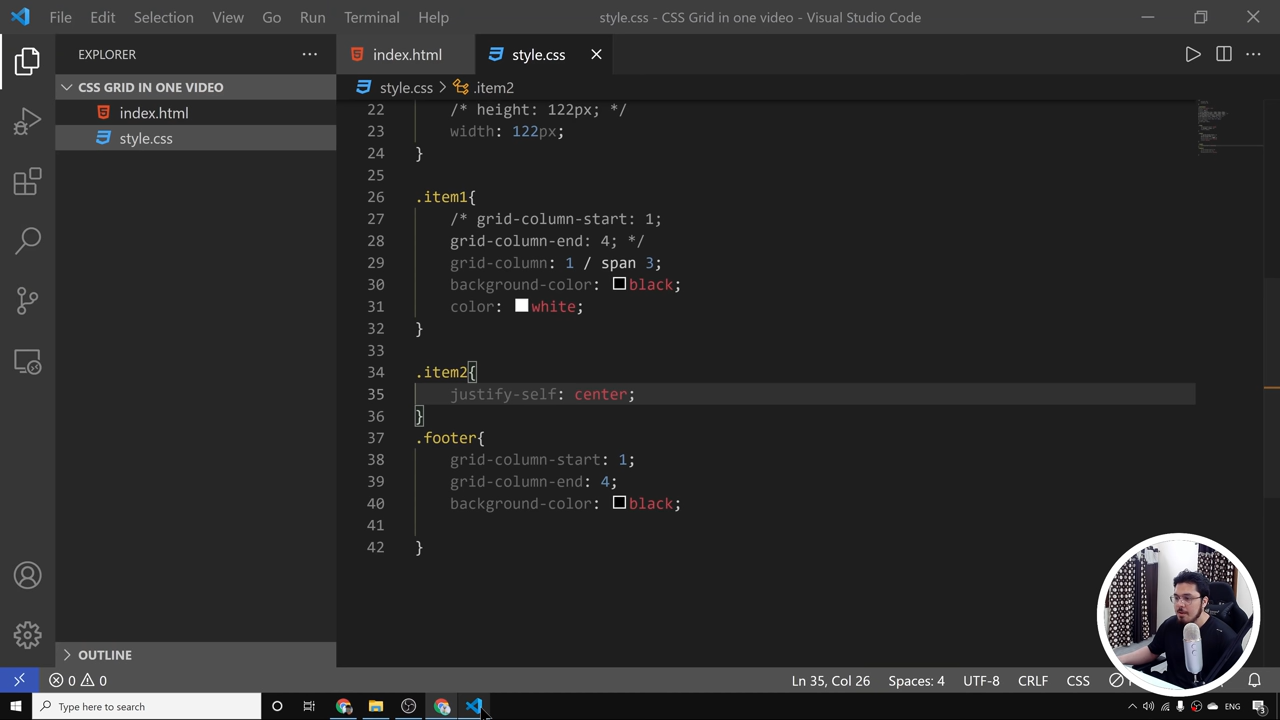 File Edit Selection View Go Run Terminal Help
style.css - CSS Grid in one video - Visual Studio Code
EXPLORER
CSS GRID IN ONE VIDEO
index.html
style.css
OUTLINE
index.html
style.css
style.css > .item2
22 /* height: 122px; */
23 width: 122px;
24 }
25
26 .item1{
27 /* grid-column-start: 1;
28 grid-column-end: 4; */
29 grid-column: 1 / span 3;
30 background-color: black;
31 color: white;
32 }
33
34 .item2{
35 justify-self: center;
36 }
37 .footer{
38 grid-column-start: 1;
39 grid-column-end: 4;
40 background-color: black;
41
42 }
0 0
Ln 35, Col 26 Spaces: 4 UTF-8 CRLF CSS
Type here to search
ENG
3